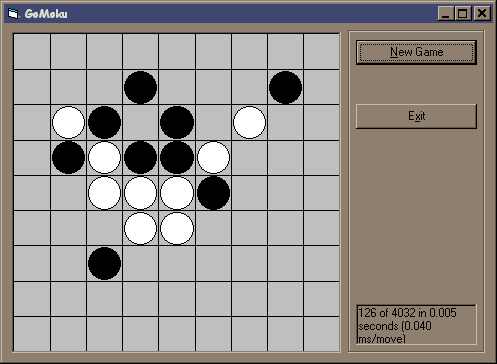 GoMoku
New Game
Exit
126 of 4032 in 0.005
seconds (0.040
ms/move)